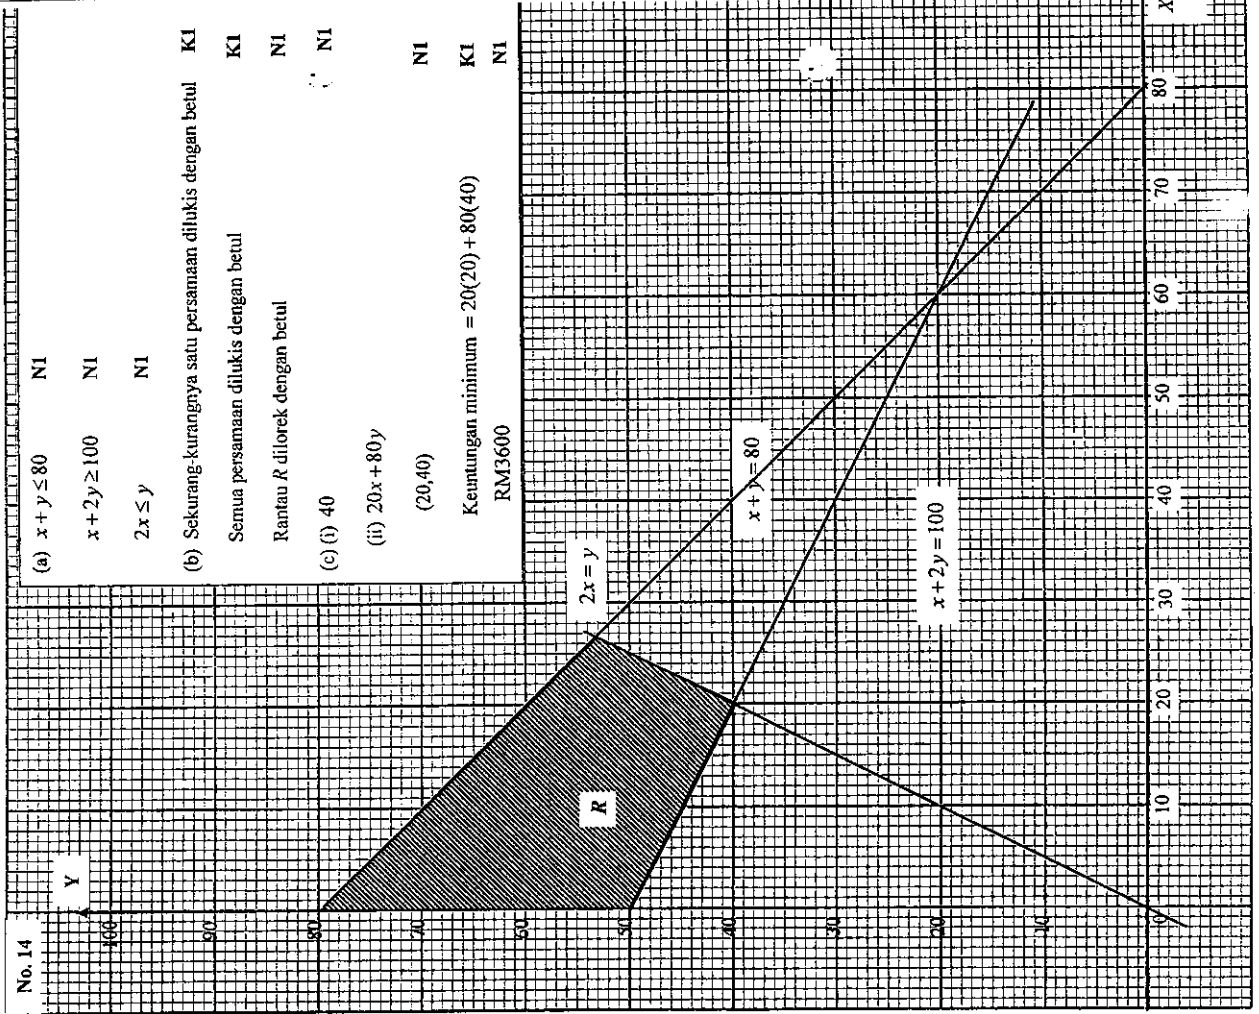 No. 14
(a) x + y ≤ 80 N1
x + 2y ≥ 100 N1
2x ≤ y N1
(b) Sekurang-kurangnya satu persamaan dilukis dengan betul K1
Semua persamaan dilukis dengan betul K1
Rantau R dilorek dengan betul N1
(c) (i) 40 N1
(ii) 20x + 80y
(20,40) N1
Keuntungan minimum = 20(20) + 80(40) K1
RM3600 N1
Y
100
90
80
70
60
50
40
30
20
10
0
2x = y
R
x + y = 80
x + 2y = 100
10 20 30 40 50 60 70 80
X